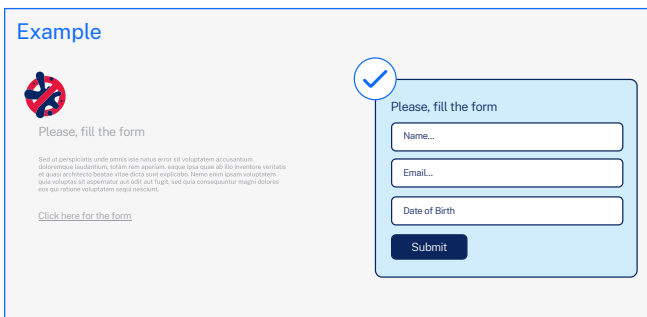 Example
Please, fill the form
Sed ut perspiciatis unde omnis iste natus error sit voluptatem accusantium
doloremque laudantium, totam rem aperiam, eaque ipsa quae ab illo inventore veritatis
et quasi architecto beatae vitae dicta sunt explicabo. Nemo enim ipsam voluptatem
quia voluptas sit aspernatur aut odit aut fugit, sed quia consequuntur magni dolores
eos qui ratione voluptatem sequi nesciunt.
Click here for the form
Please, fill the form
Name...
Email...
Date of Birth
Submit